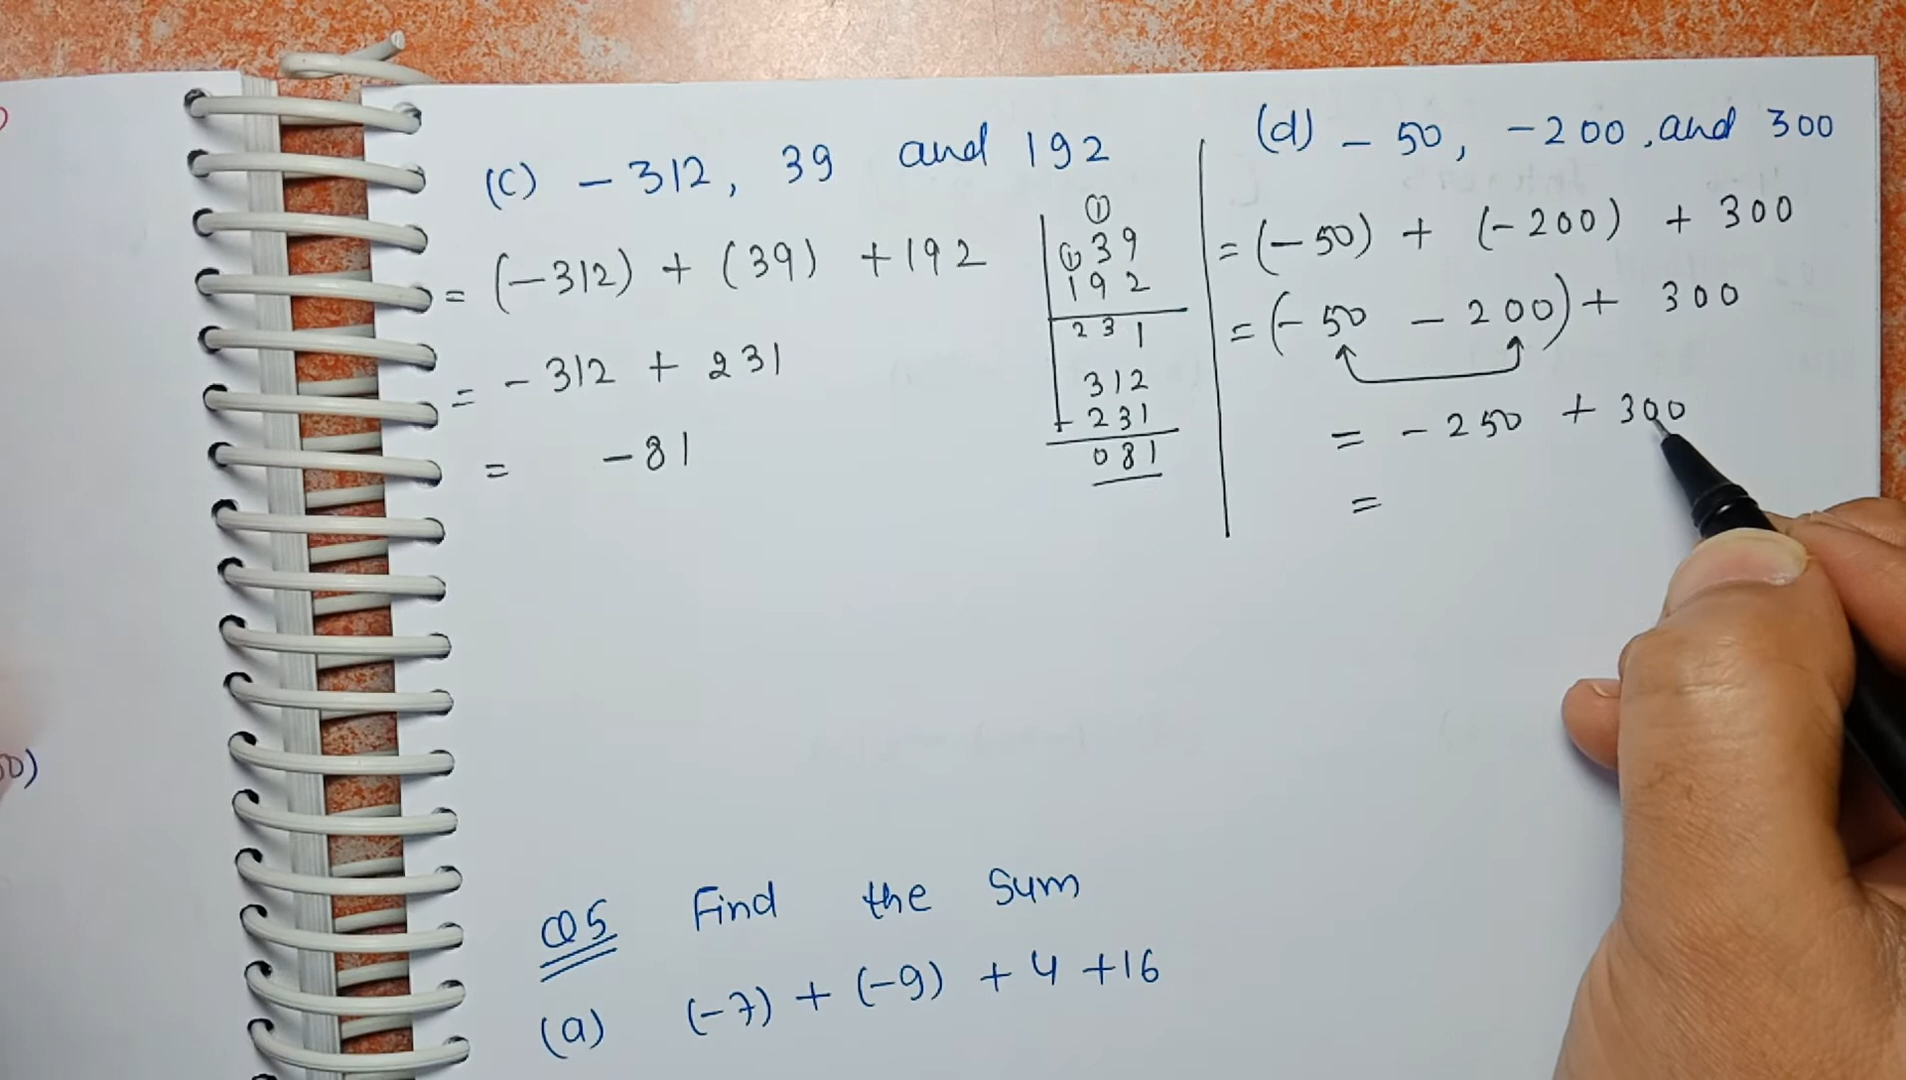 (c) - 312, 39 and 192
= (-312) + (39) + 192
= - 312 + 231
= - 81
①
① 39
192
231
312
- 231
081
(d) - 50, - 200, and 300
= (- 50) + (- 200) + 300
= (- 50 - 200) + 300
= - 250 + 300
=
Q5 Find the Sum
(a) (-7) + (-9) + 4 + 16
0)